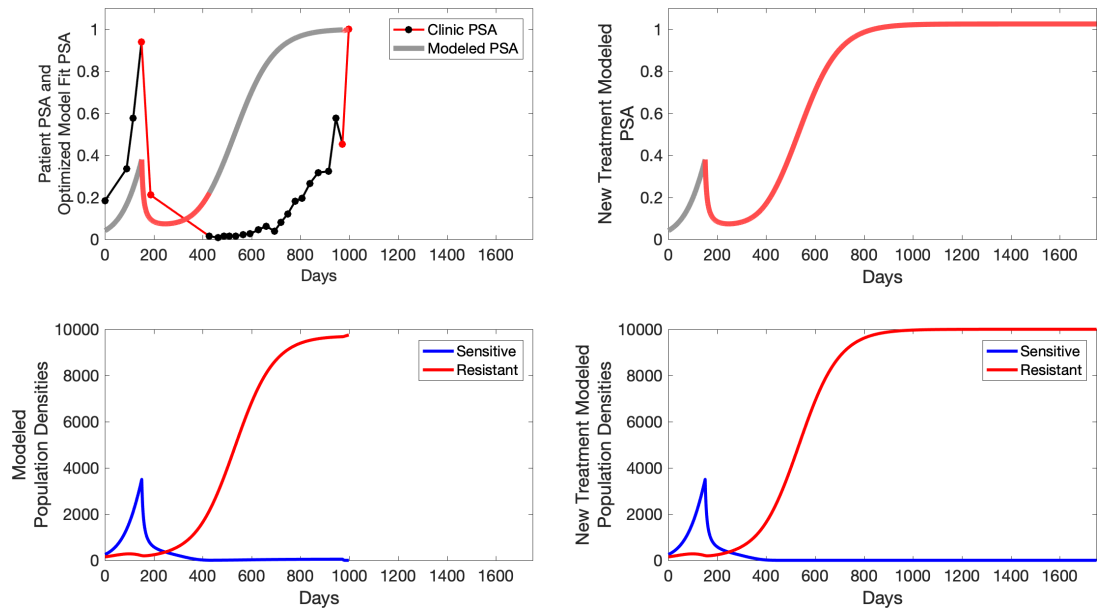 Patient PSA and
Optimized Model Fit PSA
1
0.8
0.6
0.4
0.2
0
Clinic PSA
Modeled PSA
0 200 400 600 800 1000 1200 1400 1600
Days
New Treatment Modeled
PSA
1
0.8
0.6
0.4
0.2
0
0 200 400 600 800 1000 1200 1400 1600
Days
Modeled
Population Densities
10000
8000
6000
4000
2000
0
Sensitive
Resistant
0 200 400 600 800 1000 1200 1400 1600
Days
New Treatment Modeled
Population Densities
10000
8000
6000
4000
2000
0
Sensitive
Resistant
0 200 400 600 800 1000 1200 1400 1600
Days